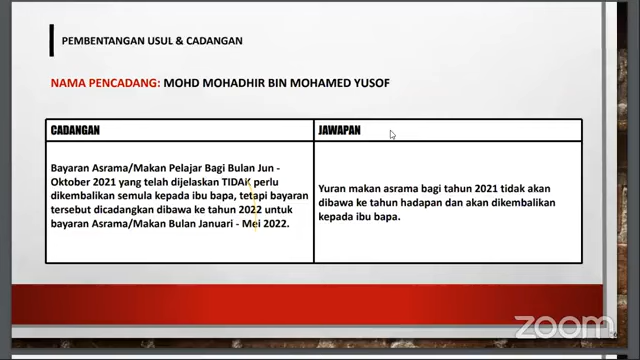 PEMBENTANGAN USUL & CADANGAN
NAMA PENCADANG: MOHD MOHADHIR BIN MOHAMED YUSOF
CADANGAN
Bayaran Asrama/Makan Pelajar Bagi Bulan Jun -
Oktober 2021 yang telah dijelaskan TIDAK perlu
dikembalikan semula kepada ibu bapa, tetapi bayaran
tersebut dicadangkan dibawa ke tahun 2022 untuk
bayaran Asrama/Makan Bulan Januari - Mei 2022.
JAWAPAN
Yuran makan asrama bagi tahun 2021 tidak akan
dibawa ke tahun hadapan dan akan dikembalikan
kepada ibu bapa.
zoom